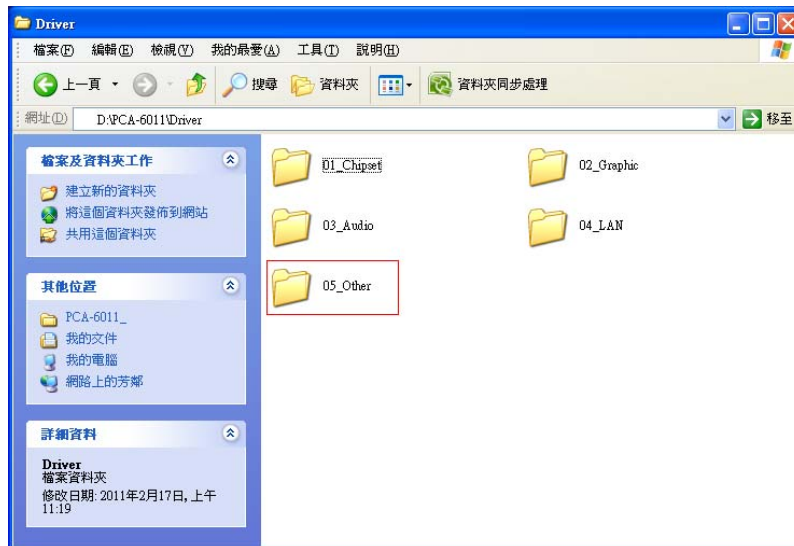 Driver
檔案(F) 編輯(E) 檢視(V) 我的最愛(A) 工具(T) 說明(H)
上一頁 搜尋 資料夾 資料夾同步處理
網址(D) D:\PCA-6011\Driver 移至
檔案及資料夾工作
建立新的資料夾
將這個資料夾發佈到網站
共用這個資料夾
其他位置
PCA-6011_
我的文件
我的電腦
網路上的芳鄰
詳細資料
Driver
檔案資料夾
修改日期: 2011年2月17日, 上午
11:19
01_Chipset
02_Graphic
03_Audio
04_LAN
05_Other